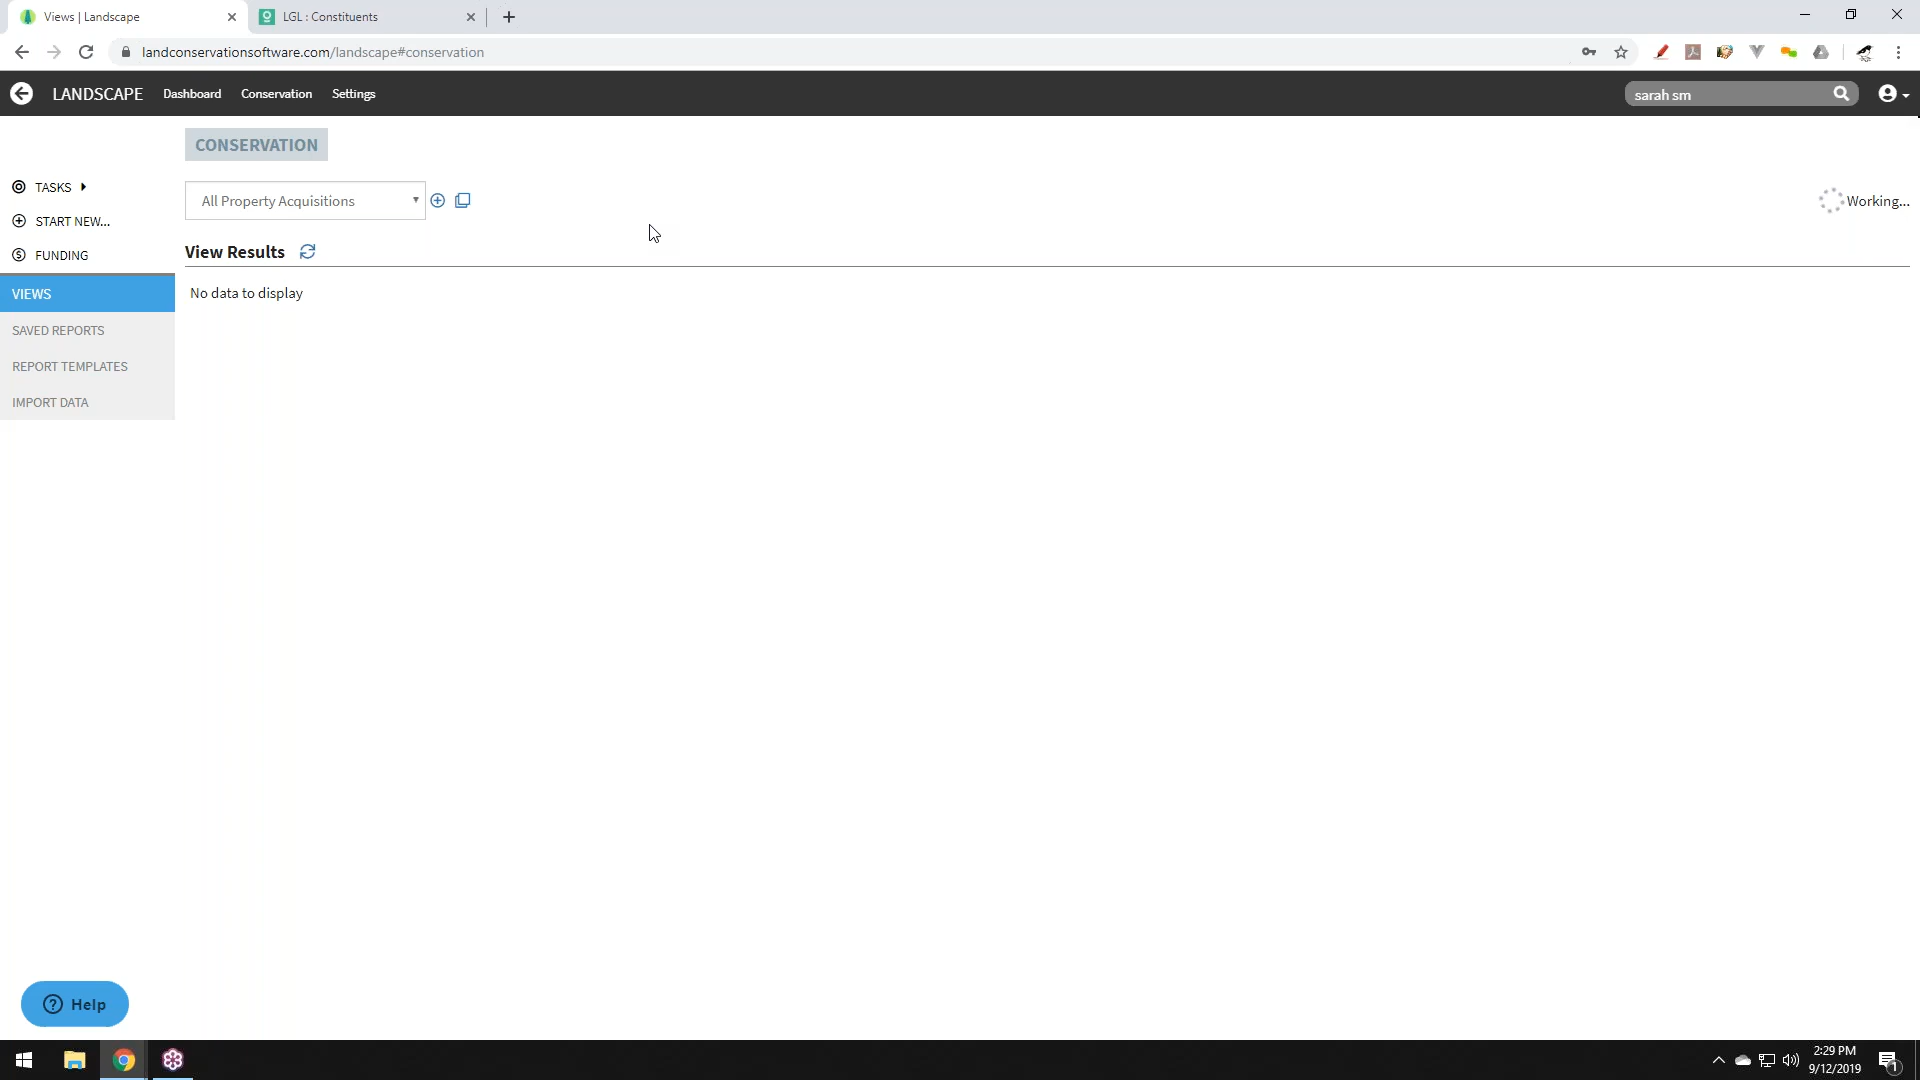 Views | Landscape
LGL : Constituents
landconservationsoftware.com/landscape#conservation
LANDSCAPE Dashboard Conservation Settings
sarah sm
CONSERVATION
TASKS
All Property Acquisitions
Working...
START NEW...
View Results
FUNDING
VIEWS
No data to display
SAVED REPORTS
REPORT TEMPLATES
IMPORT DATA
? Help
2:29 PM
9/12/2019
1